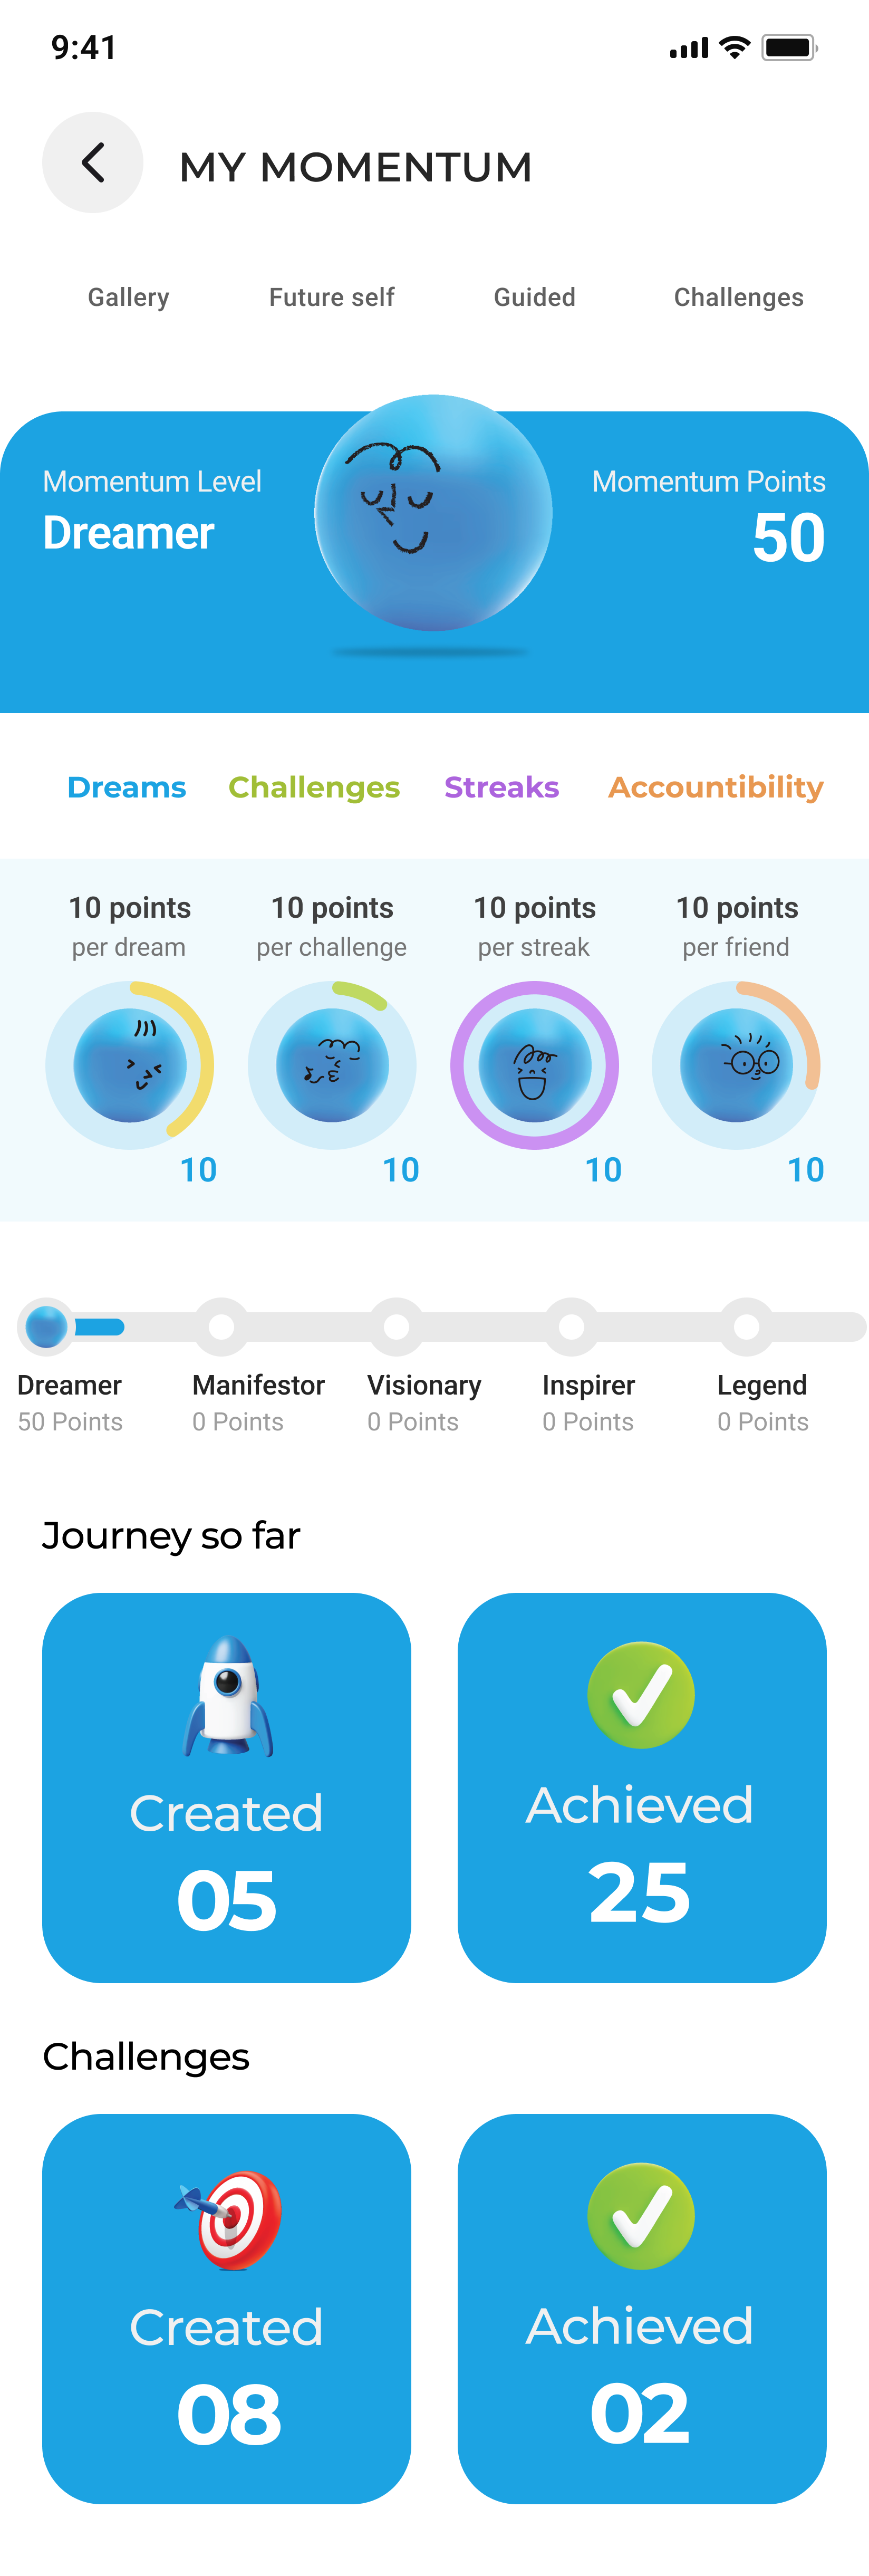 9:41
MY MOMENTUM
Gallery Future self Guided Challenges
Momentum Level
Dreamer
Momentum Points
50
Dreams Challenges Streaks Accountibility
10 points 10 points 10 points 10 points
per dream per challenge per streak per friend
10 10 10 10
Dreamer Manifestor Visionary Inspirer Legend
50 Points 0 Points 0 Points 0 Points 0 Points
Journey so far
Created
05
Achieved
25
Challenges
Created
08
Achieved
02